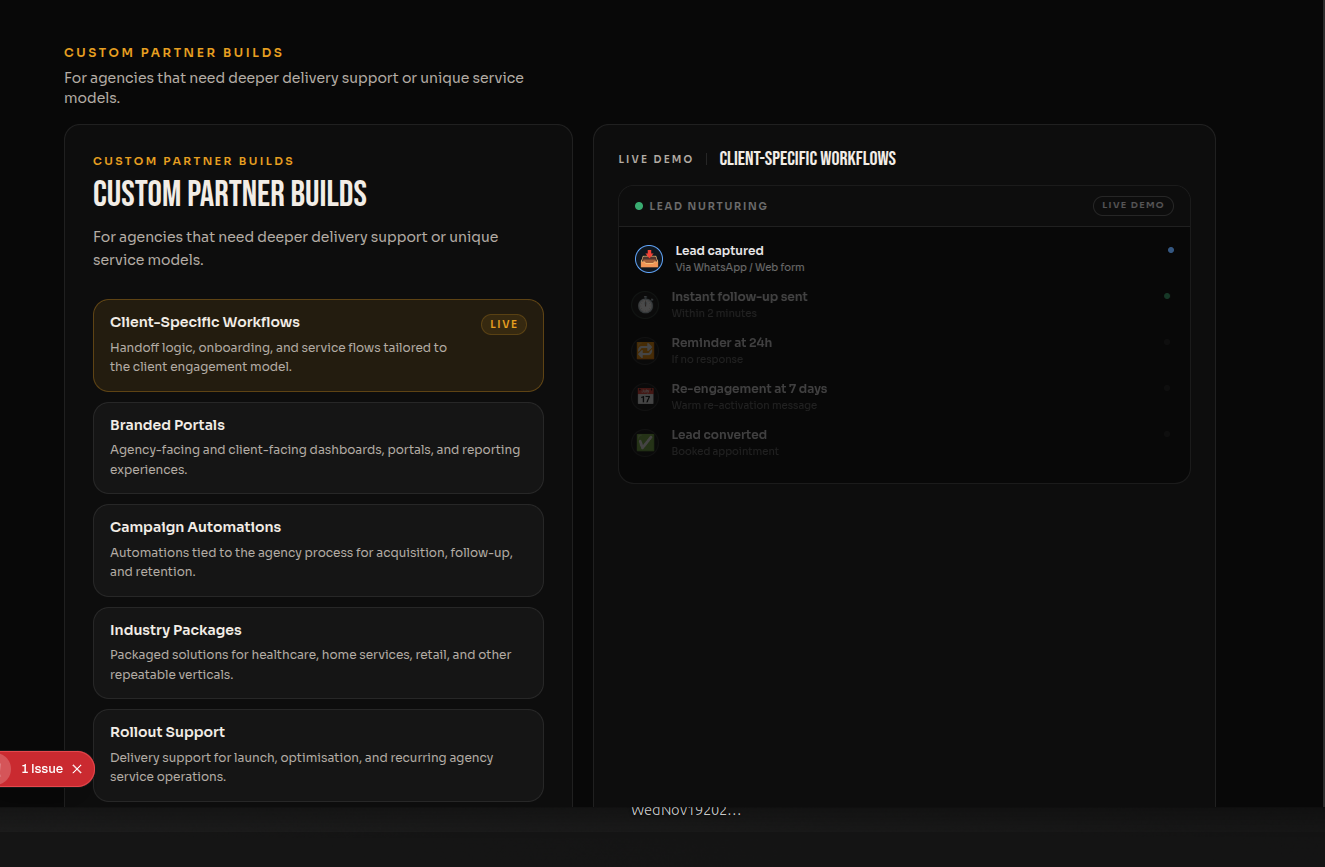 CUSTOM PARTNER BUILDS
For agencies that need deeper delivery support or unique service
models.
CUSTOM PARTNER BUILDS
CUSTOM PARTNER BUILDS
For agencies that need deeper delivery support or unique
service models.
Client-Specific Workflows
LIVE
Handoff logic, onboarding, and service flows tailored to
the client engagement model.
Branded Portals
Agency-facing and client-facing dashboards, portals, and reporting
experiences.
Campaign Automations
Automations tied to the agency process for acquisition, follow-up,
and retention.
Industry Packages
Packaged solutions for healthcare, home services, retail, and other
repeatable verticals.
Rollout Support
Delivery support for launch, optimisation, and recurring agency
service operations.
1 Issue
LIVE DEMO
CLIENT-SPECIFIC WORKFLOWS
LEAD NURTURING
LIVE DEMO
Lead captured
Via WhatsApp / Web form
Instant follow-up sent
Within 2 minutes
Reminder at 24h
If no response
17
Re-engagement at 7 days
Warm re-activation message
Lead converted
Booked appointment
WedNov19202...